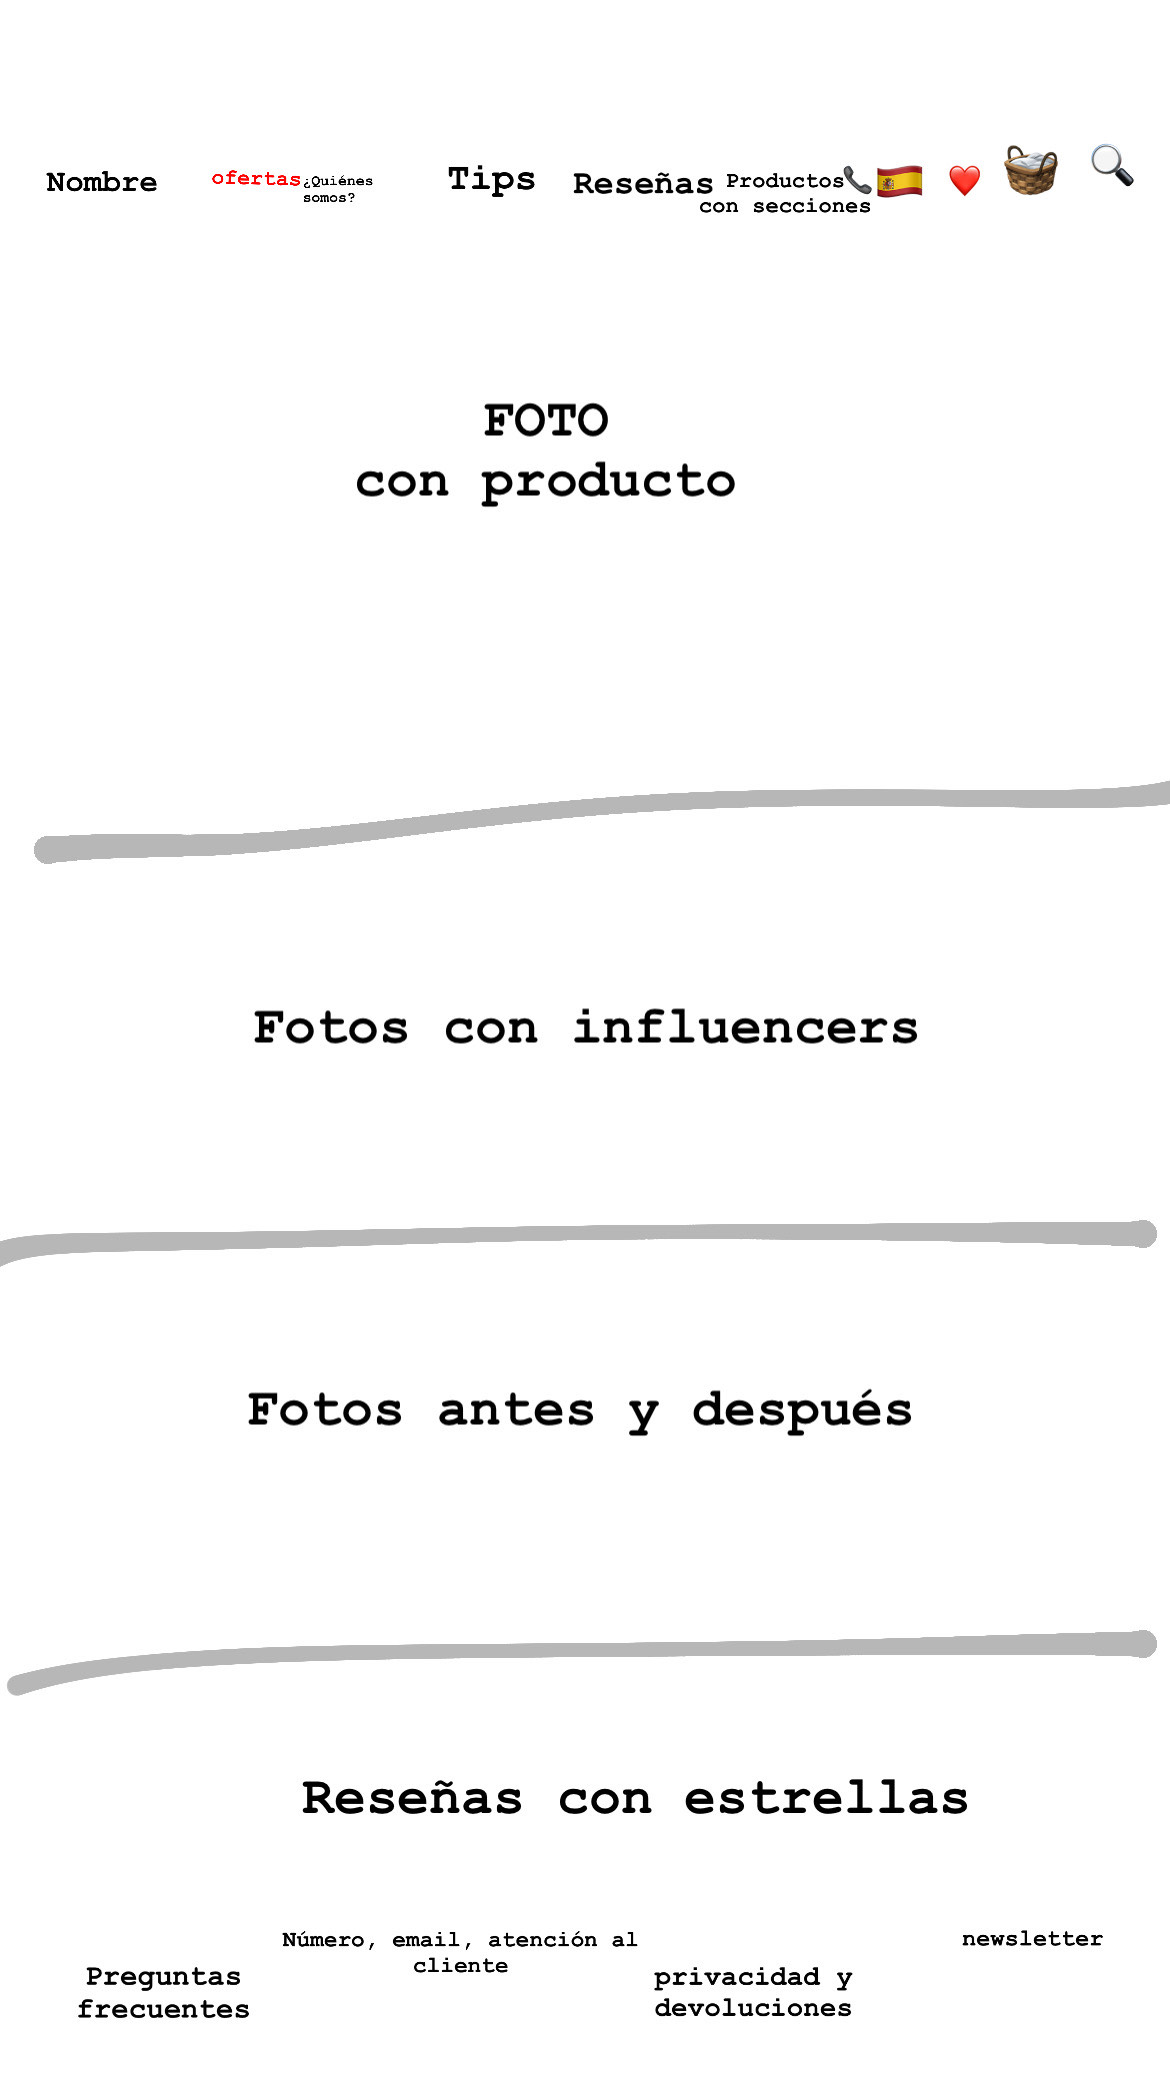 Nombre
ofertas
¿Quiénes
somos?
Tips
Reseñas
Productos
con secciones
FOTO
con producto
Fotos con influencers
Fotos antes y después
Reseñas con estrellas
Preguntas
frecuentes
Número, email, atención al
cliente
privacidad y
devoluciones
newsletter